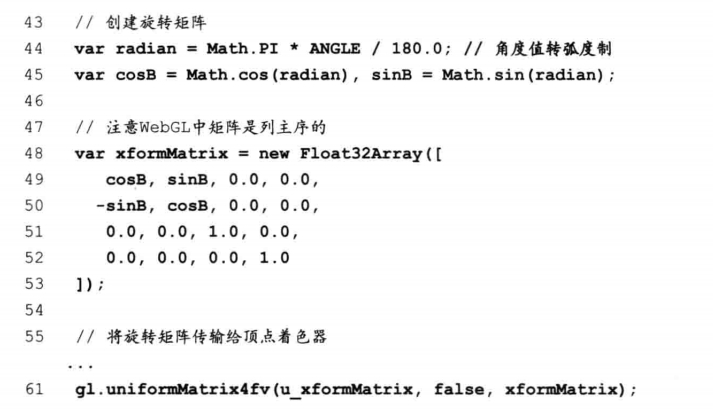 43 // 创建旋转矩阵
44 var radian = Math.PI * ANGLE / 180.0; // 角度值转弧度制
45 var cosB = Math.cos(radian), sinB = Math.sin(radian);
46
47 // 注意WebGL中矩阵是列主序的
48 var xformMatrix = new Float32Array([
49 cosB, sinB, 0.0, 0.0,
50 -sinB, cosB, 0.0, 0.0,
51 0.0, 0.0, 1.0, 0.0,
52 0.0, 0.0, 0.0, 1.0
53 ]);
54
55 // 将旋转矩阵传输给顶点着色器
...
61 gl.uniformMatrix4fv(u_xformMatrix, false, xformMatrix);